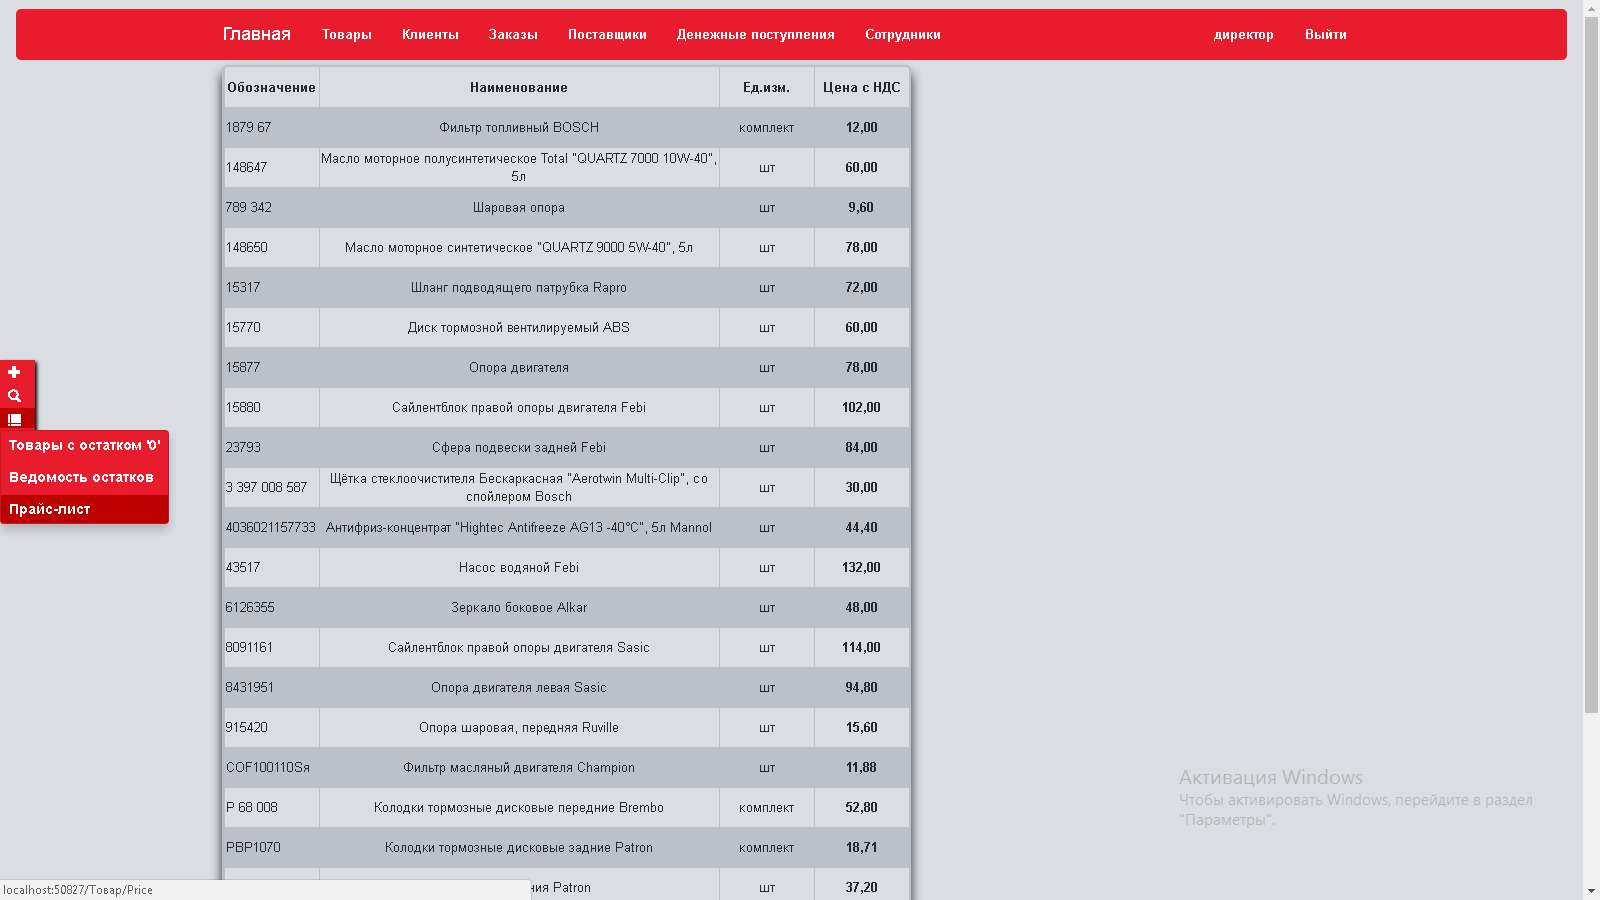 Главная Товары Клиенты Заказы Поставщики Денежные поступления Сотрудники директор Выйти
Обозначение Наименование Ед.изм. Цена с НДС
1879 67 Фильтр топливный BOSCH комплект 12,00
148647 Масло моторное полусинтетическое Total "QUARTZ 7000 10W-40", 5л шт 60,00
789 342 Шаровая опора шт 9,60
148650 Масло моторное синтетическое "QUARTZ 9000 5W-40", 5л шт 78,00
15317 Шланг подводящего патрубка Rapro шт 72,00
15770 Диск тормозной вентилируемый ABS шт 60,00
15877 Опора двигателя шт 78,00
15880 Сайлентблок правой опоры двигателя Febi шт 102,00
23793 Сфера подвески задней Febi шт 84,00
3 397 008 587 Щётка стеклоочистителя Бескаркасная "Aerotwin Multi-Clip", со спойлером Bosch шт 30,00
4036021157733 Антифриз-концентрат "Hightec Antifreeze AG13 -40°C", 5л Mannol шт 44,40
43517 Насос водяной Febi шт 132,00
6126355 Зеркало боковое Alkar шт 48,00
8091161 Сайлентблок правой опоры двигателя Sasic шт 114,00
8431951 Опора двигателя левая Sasic шт 94,80
915420 Опора шаровая, передняя Ruville шт 15,60
COF100110Sя Фильтр масляный двигателя Champion шт 11,88
P 68 008 Колодки тормозные дисковые передние Brembo комплект 52,80
PBP1070 Колодки тормозные дисковые задние Patron комплект 18,71
ния Patron шт 37,20
Товары с остатком '0'
Ведомость остатков
Прайс-лист
Активация Windows
Чтобы активировать Windows, перейдите в раздел
"Параметры".
localhost:50827/Товар/Price